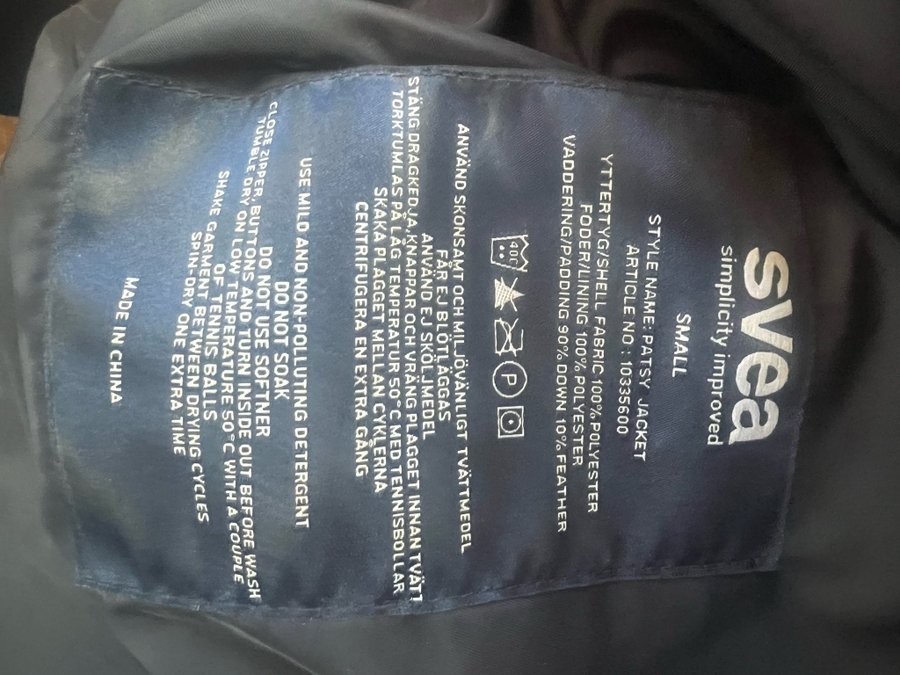 svea
simplicity improved
SMALL
STYLE NAME: PATSY JACKET
ARTICLE NO : 10335600
YTTERTYG/SHELL FABRIC 100% POLYESTER
FODER/LINING 100% POLYESTER
VADDERING/PADDING 90% DOWN 10% FEATHER
40C P
ANVÄND SKONSAMT OCH MILJÖVÄNLIGT TVÄTTMEDEL
FÅR EJ BLÖTLÄGGAS
ANVÄND EJ SKÖLJMEDEL
STÄNG DRAGKEDJA,KNAPPAR OCH VRÄNG PLAGGET INNAN TVÄTT
TORKTUMLAS PÅ LÅG TEMPERATUR 50°C MED TENNISBOLLAR
SKAKA PLAGGET MELLAN CYKLERNA
CENTRIFUGERA EN EXTRA GÅNG
USE MILD AND NON-POLLUTING DETERGENT
DO NOT SOAK
DO NOT USE SOFTNER
CLOSE ZIPPER, BUTTONS AND TURN INSIDE OUT BEFORE WASH
TUMBLE DRY ON LOW TEMPERATURE 50°C WITH A COUPLE
OF TENNIS BALLS
SHAKE GARMENT BETWEEN DRYING CYCLES
SPIN-DRY ONE EXTRA TIME
MADE IN CHINA